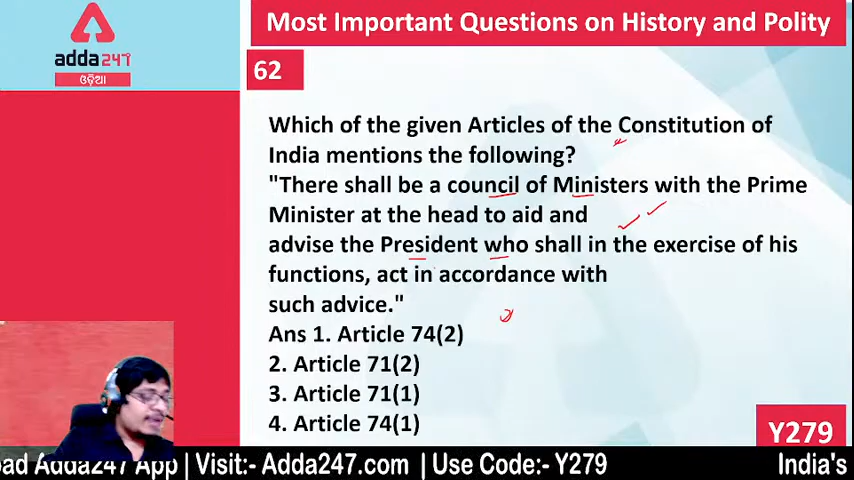 Most Important Questions on History and Polity
adda247
ଓଡ଼ିଆ
62
Which of the given Articles of the Constitution of
India mentions the following?
"There shall be a council of Ministers with the Prime
Minister at the head to aid and
advise the President who shall in the exercise of his
functions, act in accordance with
such advice."
Ans 1. Article 74(2)
2. Article 71(2)
3. Article 71(1)
4. Article 74(1)
Y279
oad Adda247 App | Visit:- Adda247.com | Use Code:- Y279
India's